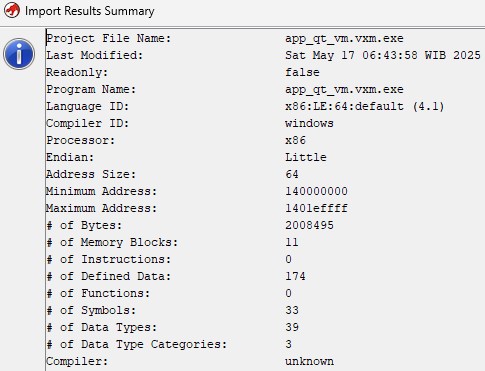 Import Results Summary
Project File Name: app_qt_vm.vxm.exe
Last Modified: Sat May 17 06:43:58 WIB 2025
Readonly: false
Program Name: app_qt_vm.vxm.exe
Language ID: x86:LE:64:default (4.1)
Compiler ID: windows
Processor: x86
Endian: Little
Address Size: 64
Minimum Address: 140000000
Maximum Address: 1401effff
# of Bytes: 2008495
# of Memory Blocks: 11
# of Instructions: 0
# of Defined Data: 174
# of Functions: 0
# of Symbols: 33
# of Data Types: 39
# of Data Type Categories: 3
Compiler: unknown